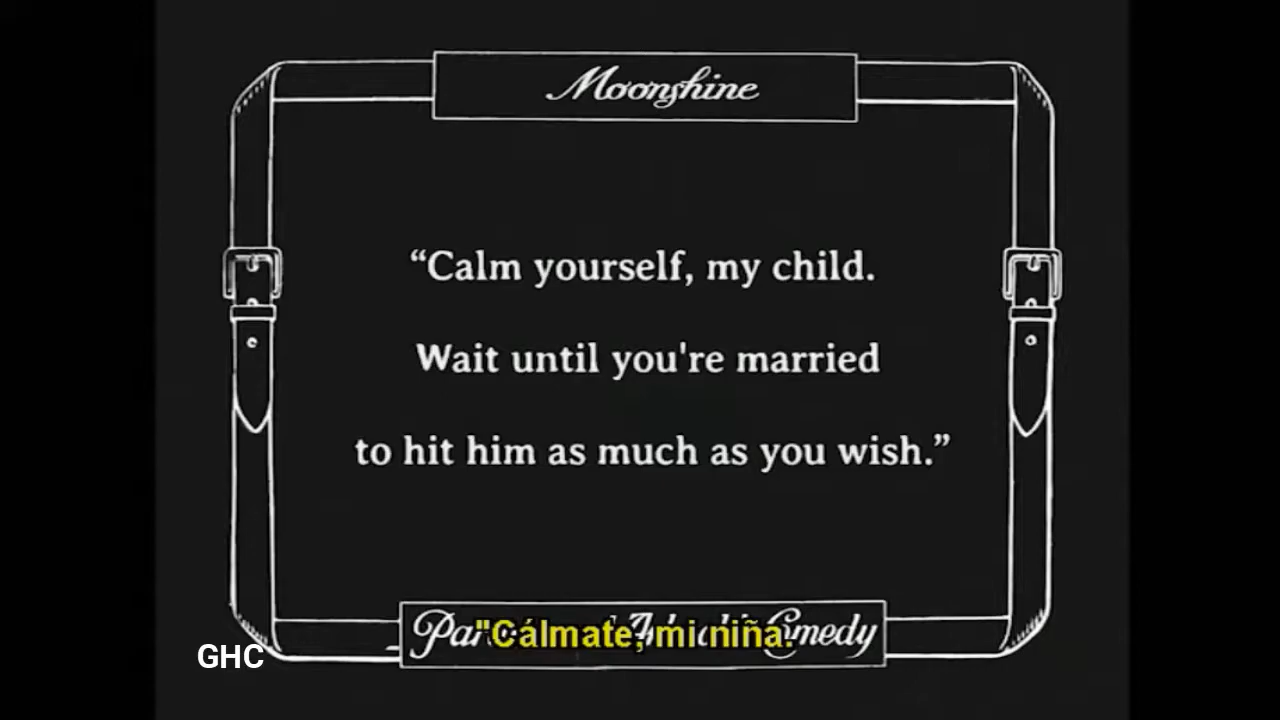 Moonshine
“Calm yourself, my child.
Wait until you're married
to hit him as much as you wish.”
"Cálmate, mi niña.
GHC